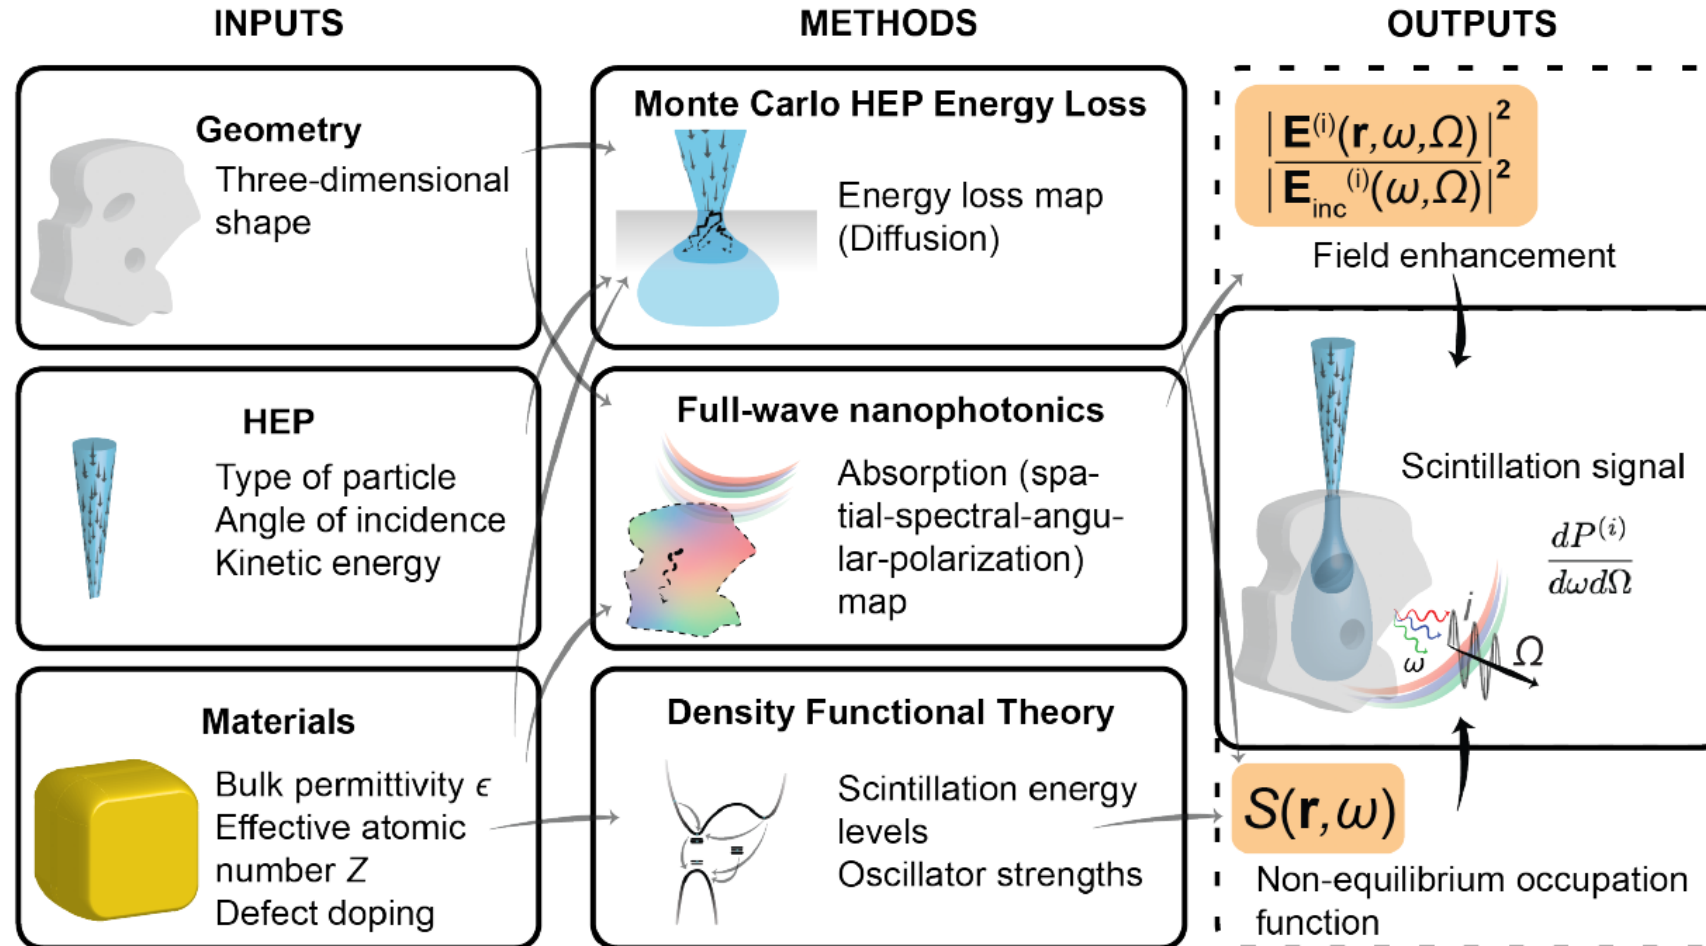 INPUTS
METHODS
OUTPUTS
Geometry
Three-dimensional
shape
HEP
Type of particle
Angle of incidence
Kinetic energy
Materials
Bulk permittivity ϵ
Effective atomic
number Z
Defect doping
Monte Carlo HEP Energy Loss
Energy loss map
(Diffusion)
Full-wave nanophotonics
Absorption (spa-
tial-spectral-angu-
lar-polarization)
map
Density Functional Theory
Scintillation energy
levels
Oscillator strengths
|E⁽ⁱ⁾(r,ω,Ω)|²
|E_inc⁽ⁱ⁾(ω,Ω)|²
Field enhancement
Scintillation signal
dP⁽ⁱ⁾
dωdΩ
i
ω
Ω
S(r,ω)
Non-equilibrium occupation
function